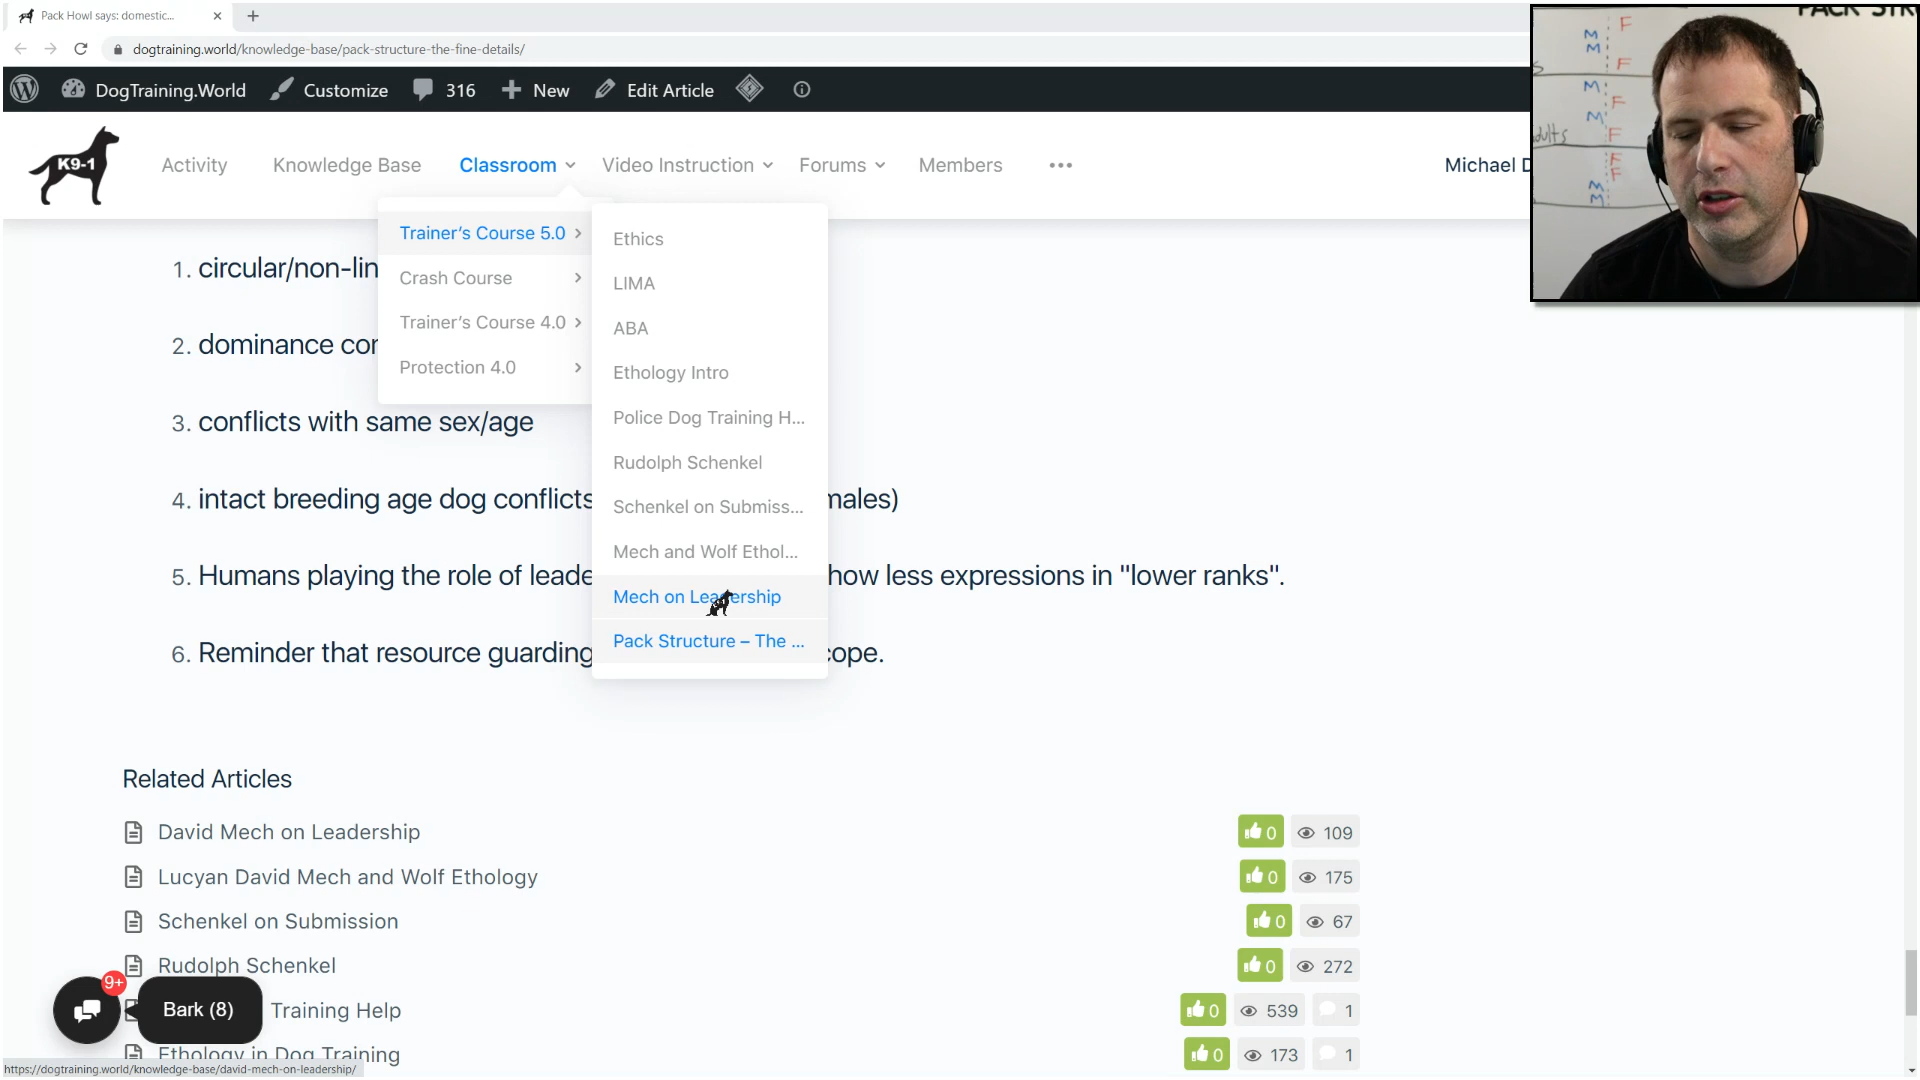 Pack Howl says: domestic...
dogtraining.world/knowledge-base/pack-structure-the-fine-details/
DogTraining.World
Customize
316
New
Edit Article
K9-1
Activity
Knowledge Base
Classroom
Video Instruction
Forums
Members
Michael D
Trainer's Course 5.0
Crash Course
Trainer's Course 4.0
Protection 4.0
Ethics
LIMA
ABA
Ethology Intro
Police Dog Training H...
Rudolph Schenkel
Schenkel on Submiss...
Mech and Wolf Ethol...
Mech on Leadership
Pack Structure – The ...
1. circular/non-lin
2. dominance con
3. conflicts with same sex/age
4. intact breeding age dog conflicts males)
5. Humans playing the role of leade how less expressions in "lower ranks".
6. Reminder that resource guarding cope.
Related Articles
David Mech on Leadership 0 109
Lucyan David Mech and Wolf Ethology 0 175
Schenkel on Submission 0 67
Rudolph Schenkel 0 272
Training Help 0 539 1
Ethology in Dog Training 0 173 1
9+
Bark (8)
https://dogtraining.world/knowledge-base/david-mech-on-leadership/
PACK STR
M F
M
F
M
F
M
F
F
F
M
M